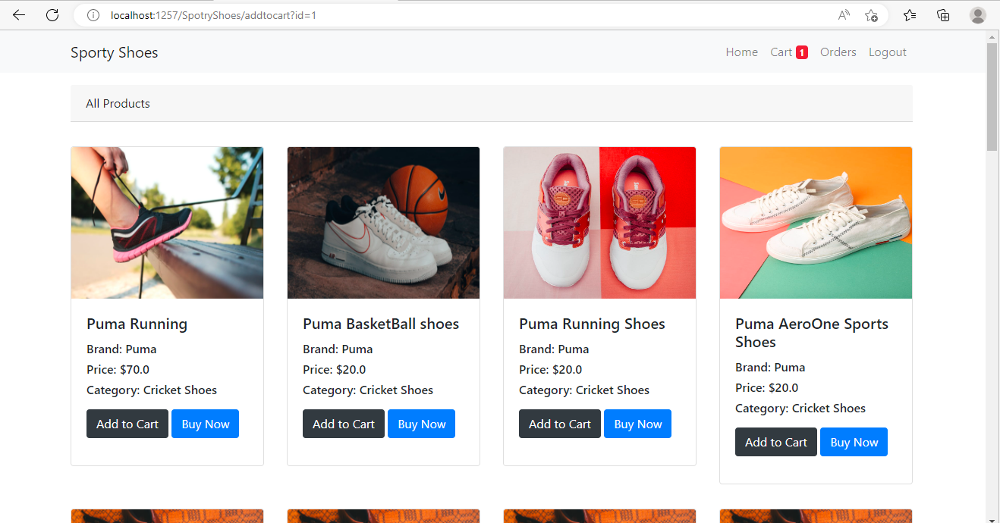 localhost:1257/SpotryShoes/addtocart?id=1
Sporty Shoes
Home Cart 1 Orders Logout
All Products
Puma Running
Brand: Puma
Price: $70.0
Category: Cricket Shoes
Add to Cart Buy Now
Puma BasketBall shoes
Brand: Puma
Price: $20.0
Category: Cricket Shoes
Add to Cart Buy Now
Puma Running Shoes
Brand: Puma
Price: $20.0
Category: Cricket Shoes
Add to Cart Buy Now
Puma AeroOne Sports
Shoes
Brand: Puma
Price: $20.0
Category: Cricket Shoes
Add to Cart Buy Now